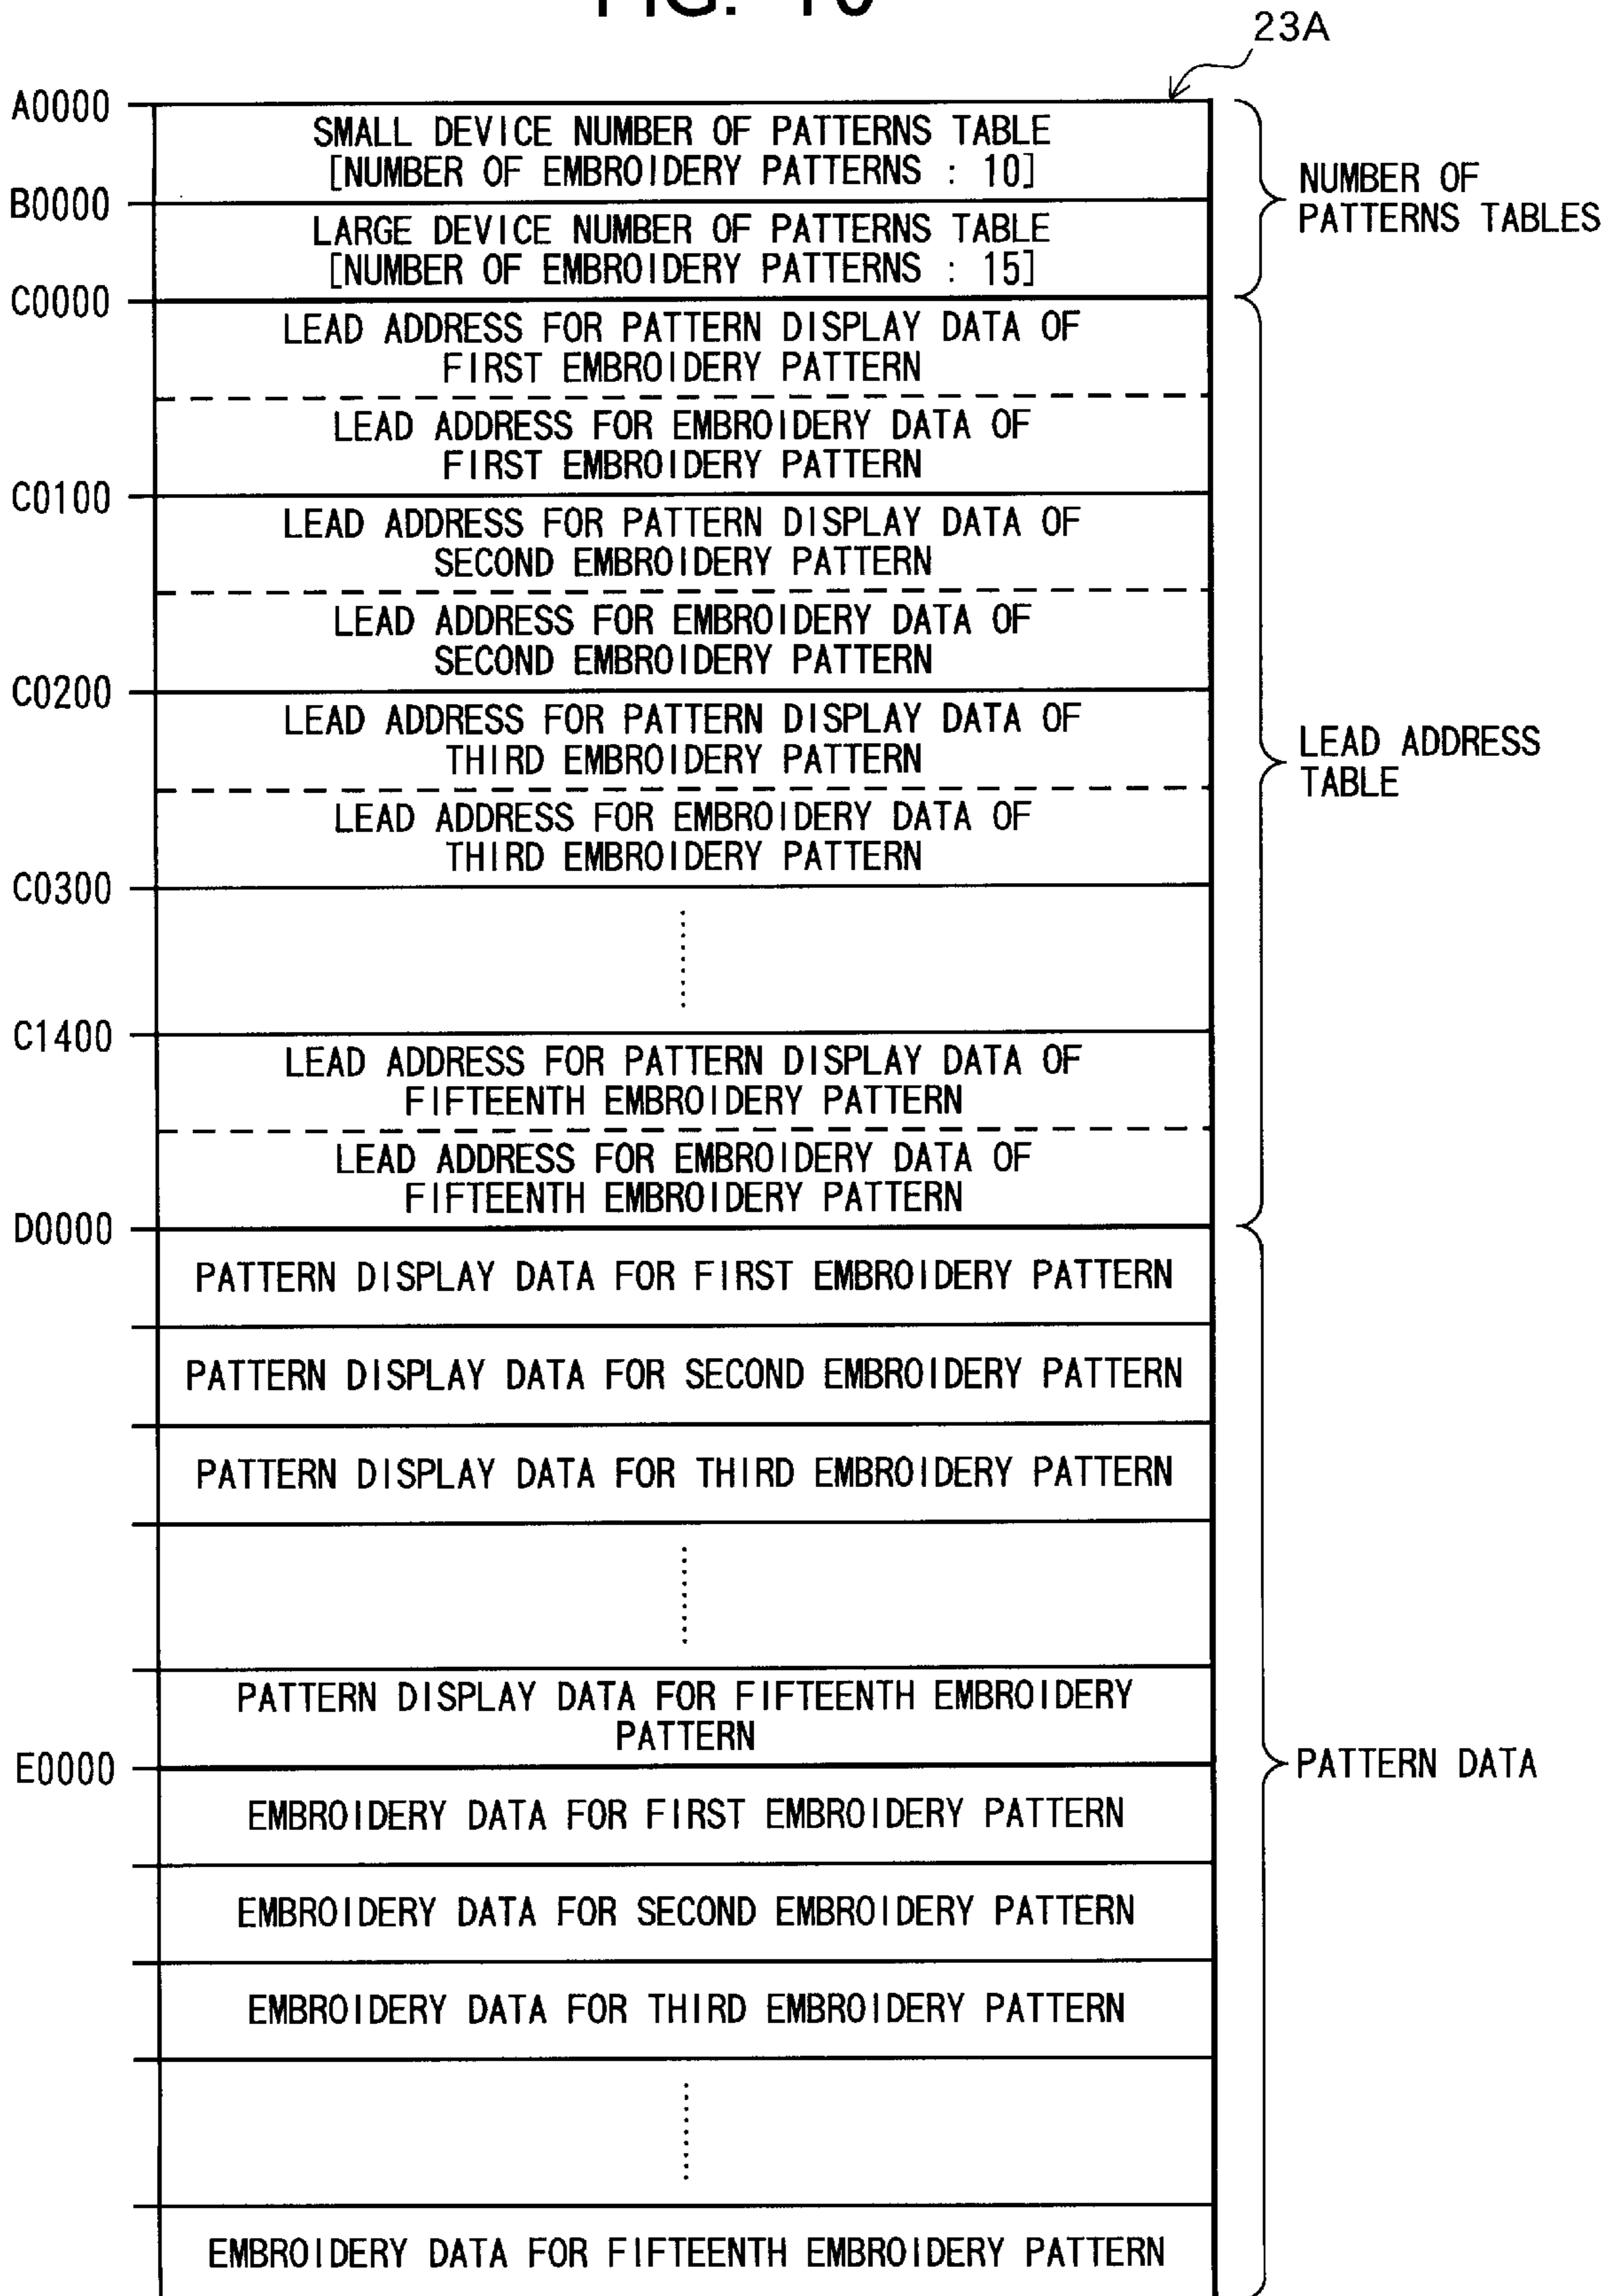 FIG.
23A
A0000
SMALL DEVICE NUMBER OF PATTERNS TABLE
[NUMBER OF EMBROIDERY PATTERNS : 10]
NUMBER OF
PATTERNS TABLES
B0000
LARGE DEVICE NUMBER OF PATTERNS TABLE
[NUMBER OF EMBROIDERY PATTERNS : 15]
C0000
LEAD ADDRESS FOR PATTERN DISPLAY DATA OF
FIRST EMBROIDERY PATTERN
LEAD ADDRESS FOR EMBROIDERY DATA OF
FIRST EMBROIDERY PATTERN
C0100
LEAD ADDRESS FOR PATTERN DISPLAY DATA OF
SECOND EMBROIDERY PATTERN
LEAD ADDRESS FOR EMBROIDERY DATA OF
SECOND EMBROIDERY PATTERN
C0200
LEAD ADDRESS FOR PATTERN DISPLAY DATA OF
THIRD EMBROIDERY PATTERN
LEAD ADDRESS
TABLE
LEAD ADDRESS FOR EMBROIDERY DATA OF
THIRD EMBROIDERY PATTERN
C0300
C1400
LEAD ADDRESS FOR PATTERN DISPLAY DATA OF
FIFTEENTH EMBROIDERY PATTERN
LEAD ADDRESS FOR EMBROIDERY DATA OF
FIFTEENTH EMBROIDERY PATTERN
D0000
PATTERN DISPLAY DATA FOR FIRST EMBROIDERY PATTERN
PATTERN DISPLAY DATA FOR SECOND EMBROIDERY PATTERN
PATTERN DISPLAY DATA FOR THIRD EMBROIDERY PATTERN
PATTERN DISPLAY DATA FOR FIFTEENTH EMBROIDERY
PATTERN
E0000
PATTERN DATA
EMBROIDERY DATA FOR FIRST EMBROIDERY PATTERN
EMBROIDERY DATA FOR SECOND EMBROIDERY PATTERN
EMBROIDERY DATA FOR THIRD EMBROIDERY PATTERN
EMBROIDERY DATA FOR FIFTEENTH EMBROIDERY PATTERN